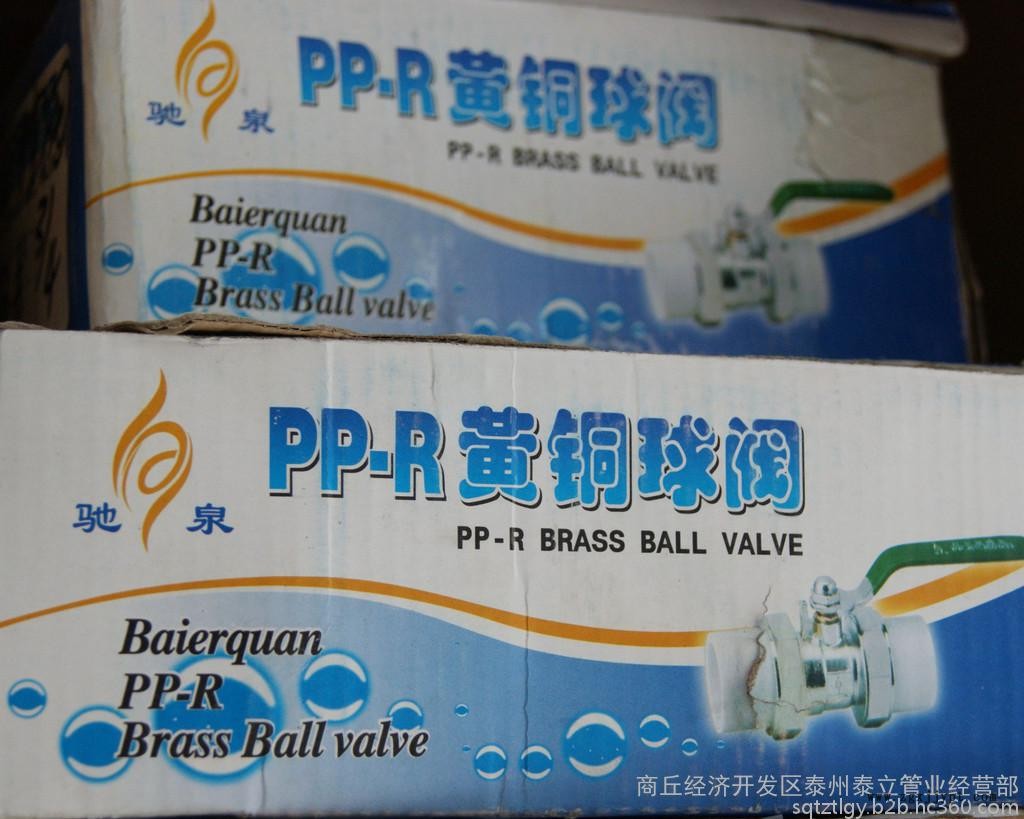 驰 泉
PP-R黄铜球阀
PP-R BRASS BALL VALVE
Baierquan
PP-R
Brass Ball valve
驰 泉
PP-R黄铜球阀
PP-R BRASS BALL VALVE
Baierquan
PP-R
Brass Ball valve
商丘经济开发区泰州泰立管业经营部
sqtztlgy.b2b.hc360.com